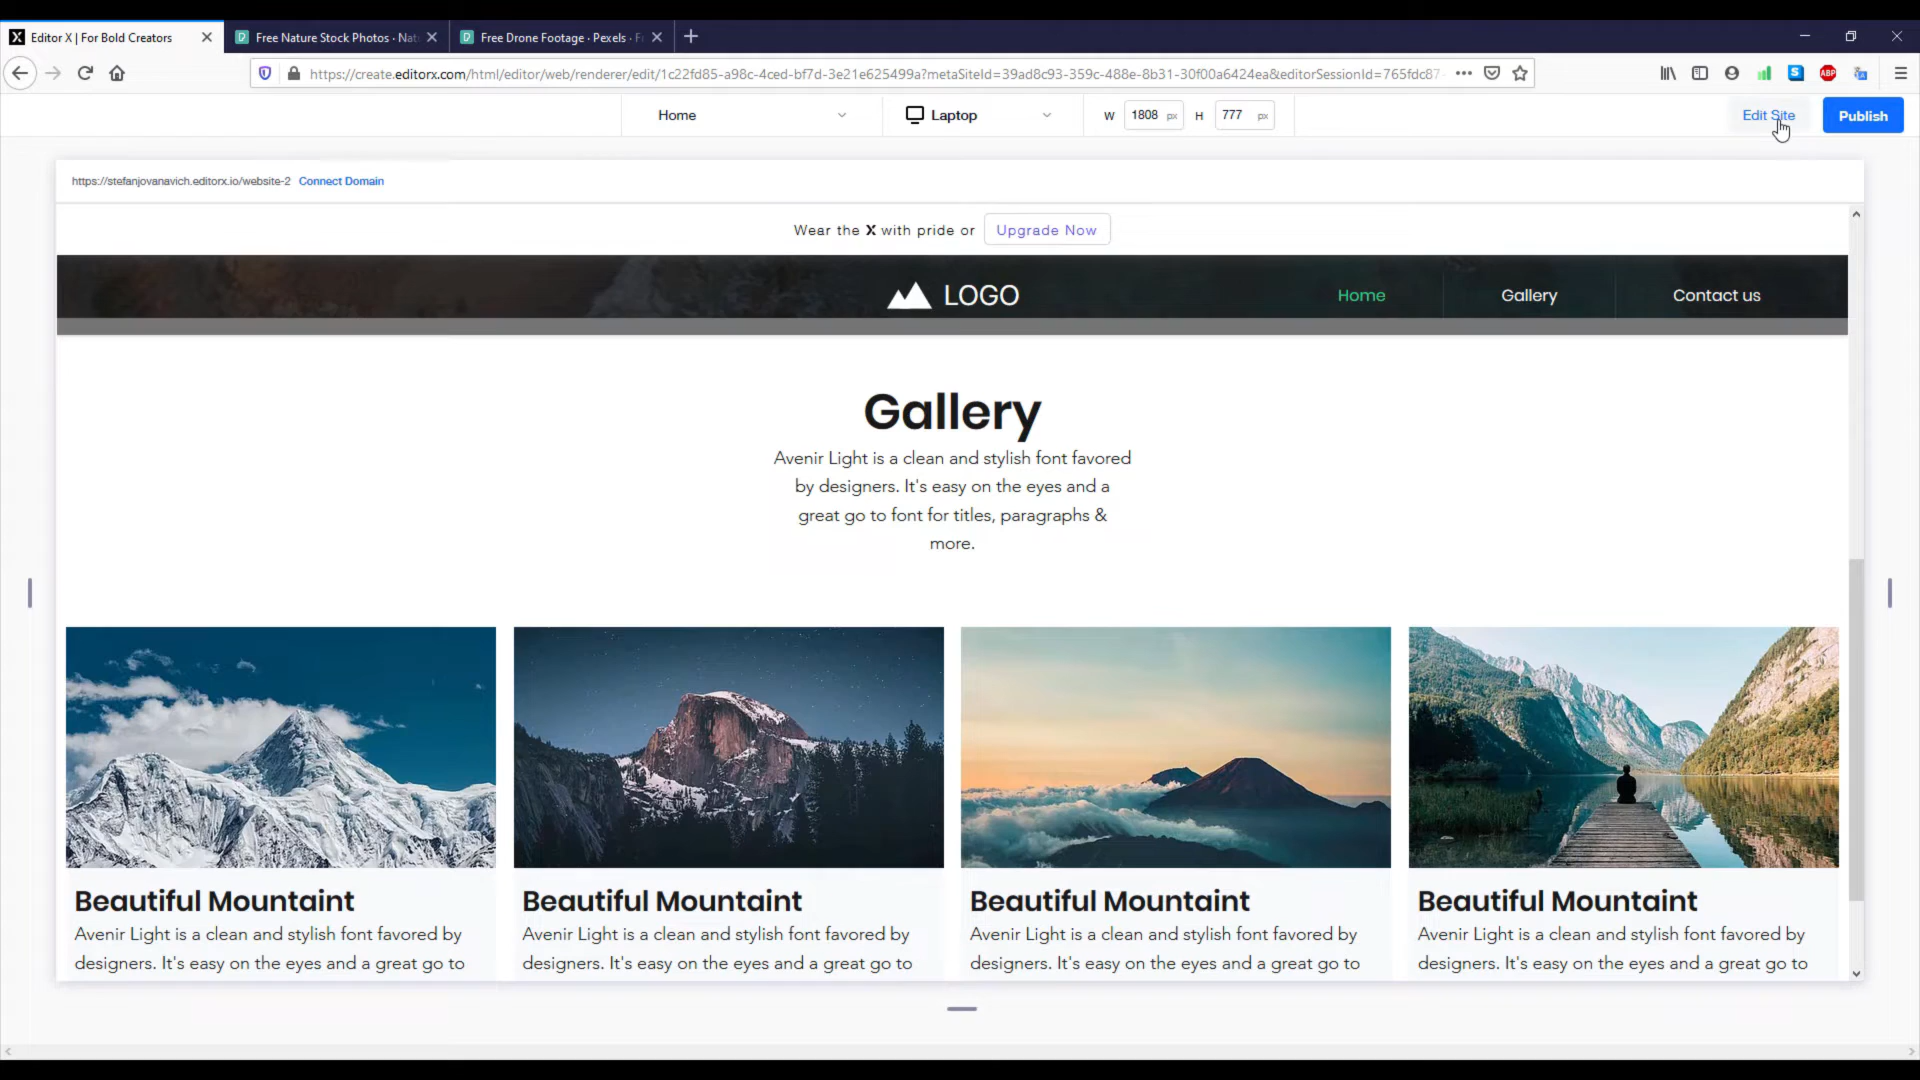 Editor X | For Bold Creators
Free Nature Stock Photos · Nat
Free Drone Footage · Pexels · F
https://create.editorx.com/html/editor/web/renderer/edit/1c22fd85-a98c-4ced-bf7d-3e21e625499a?metaSiteId=39ad8c93-359c-488e-8b31-30f00a6424ea&editorSessionId=765fdc87
S
ABP
Home
Laptop
W 1808 px H 777 px
Edit Site
Publish
https://stefanjovanavich.editorx.io/website-2 Connect Domain
Wear the X with pride or Upgrade Now
LOGO
Home
Gallery
Contact us
Gallery
Avenir Light is a clean and stylish font favored
by designers. It's easy on the eyes and a
great go to font for titles, paragraphs &
more.
Beautiful Mountaint
Avenir Light is a clean and stylish font favored by
designers. It's easy on the eyes and a great go to
Beautiful Mountaint
Avenir Light is a clean and stylish font favored by
designers. It's easy on the eyes and a great go to
Beautiful Mountaint
Avenir Light is a clean and stylish font favored by
designers. It's easy on the eyes and a great go to
Beautiful Mountaint
Avenir Light is a clean and stylish font favored by
designers. It's easy on the eyes and a great go to